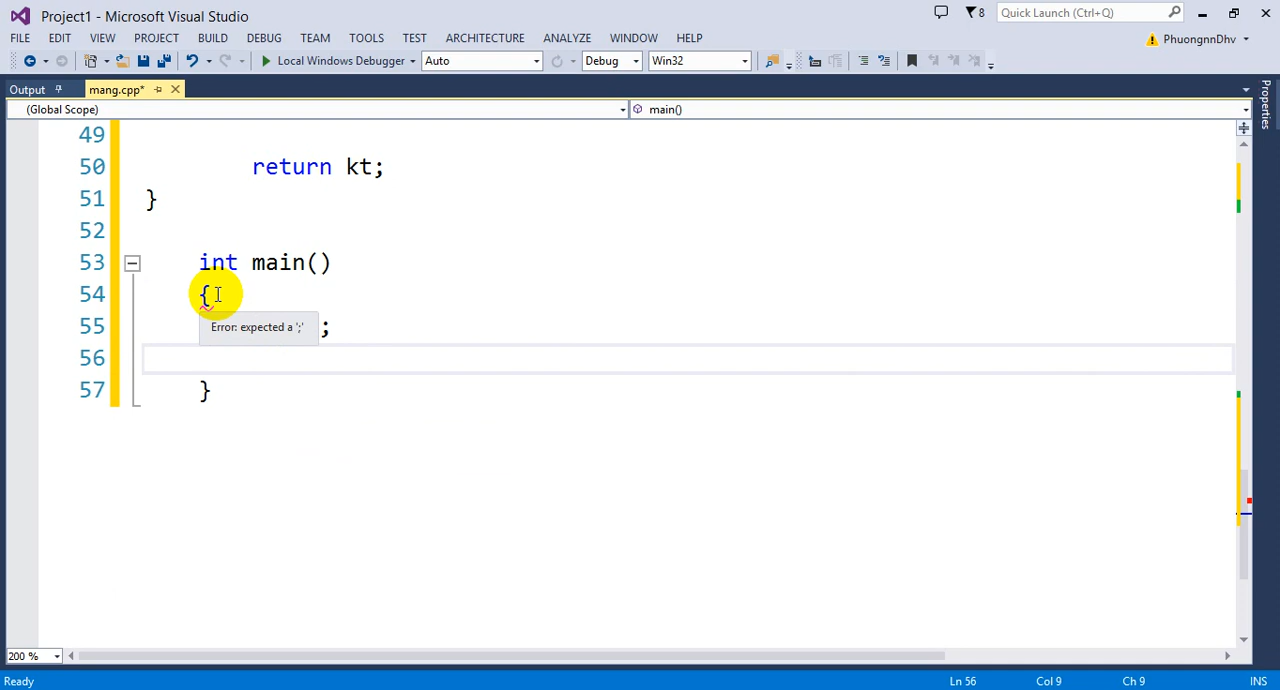 Project1 - Microsoft Visual Studio
8
Quick Launch (Ctrl+Q)
FILE EDIT VIEW PROJECT BUILD DEBUG TEAM TOOLS TEST ARCHITECTURE ANALYZE WINDOW HELP
PhuongnnDhv
Local Windows Debugger Auto Debug Win32
Output mang.cpp*
Properties
(Global Scope) main()
49
50 return kt;
51 }
52
53 int main()
54 {
55 ;
Error: expected a ';'
56
57 }
200 %
Ready Ln 56 Col 9 Ch 9 INS